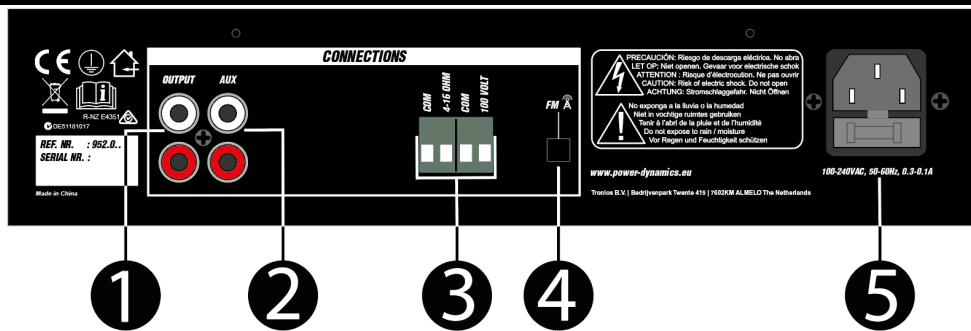 CE
R-NZ E4351
DE51181017
REF. NR. : 952.0..
SERIAL NR. :
Made in China
CONNECTIONS
OUTPUT
AUX
COM
4-16 OHM
COM
100 VOLT
FM
PRECAUCIÓN: Riesgo de descarga eléctrica. No abra
LET OP: Niet openen. Gevaar voor electrische schok
ATTENTION : Risque d'électrocution. Ne pas ouvrir
CAUTION: Risk of electric shock. Do not open
ACHTUNG: Stromschlaggefahr. Nicht Öffnen
No exponga a la lluvia o la humedad
Niet in vochtige ruimtes gebruiken
Tenir à l'abri de la pluie et de l'humidité
Do not expose to rain / moisture
Vor Regen und Feuchtigkeit schützen
www.power-dynamics.eu
Tronios B.V. | Bedrijvenpark Twente 415 | 7602KM ALMELO The Netherlands
100-240VAC, 50-60Hz, 0.3-0.1A
1
2
3
4
5